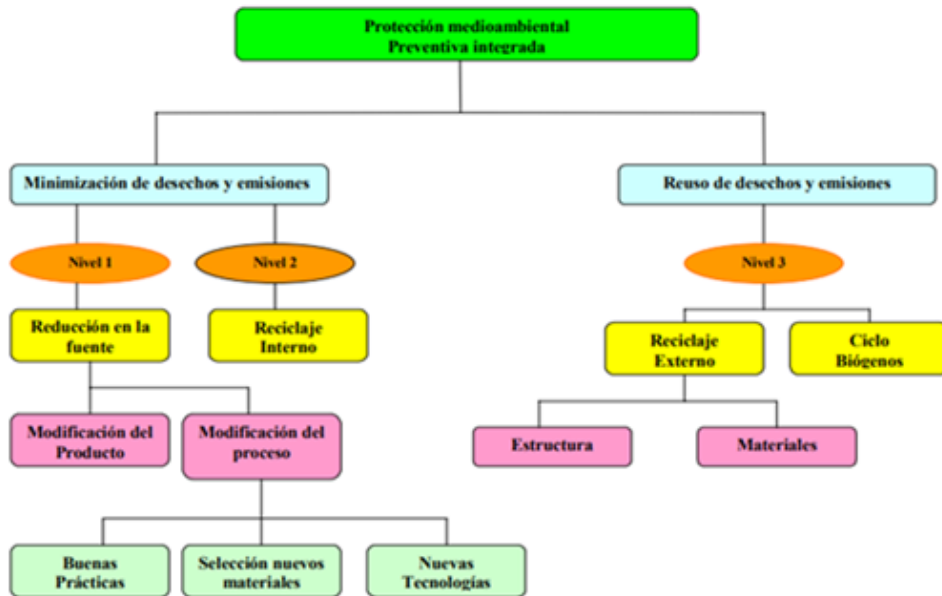 Protección medioambiental
Preventiva integrada
Minimización de desechos y emisiones
Reuso de desechos y emisiones
Nivel 1
Nivel 2
Nivel 3
Reducción en la
fuente
Reciclaje
Interno
Reciclaje
Externo
Ciclo
Biógenos
Modificación del
Producto
Modificación del
proceso
Estructura
Materiales
Buenas
Prácticas
Selección nuevos
materiales
Nuevas
Tecnologías